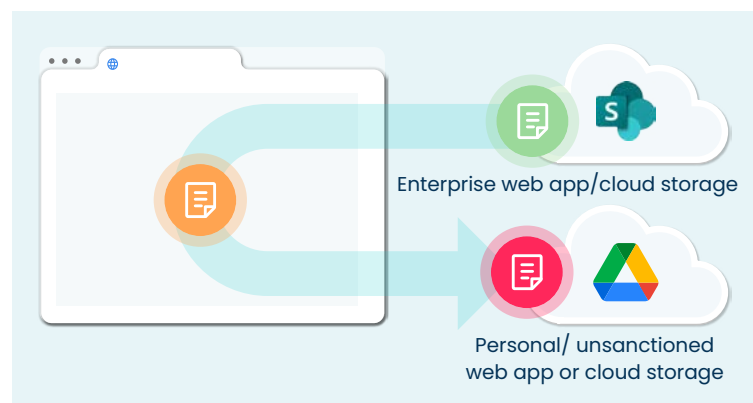 S
Enterprise web app/cloud storage
Personal/ unsanctioned
web app or cloud storage